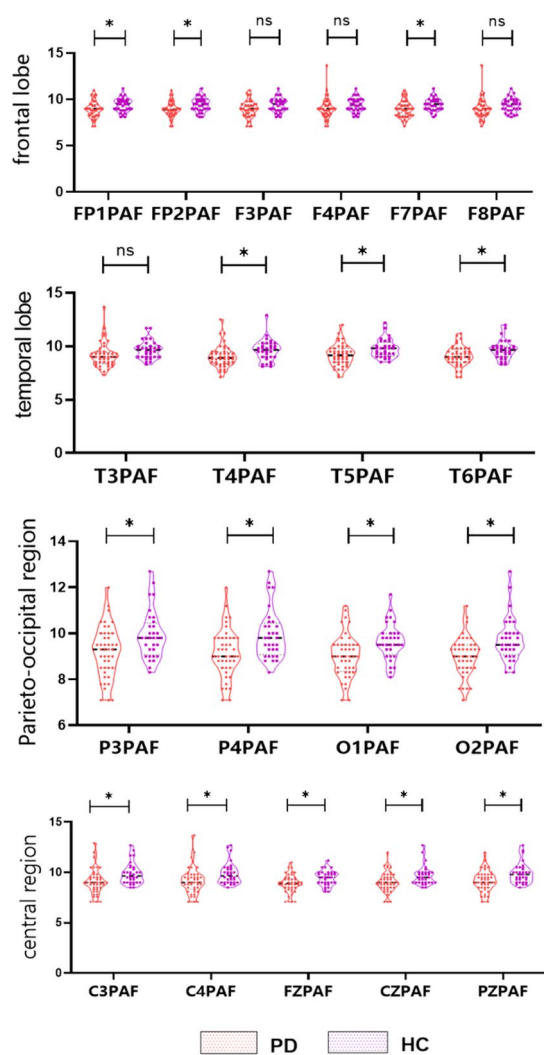 * * ns ns * ns
15
10
5
0
frontal lobe
FP1PAF FP2PAF F3PAF F4PAF F7PAF F8PAF
ns * * *
15
10
5
0
temporal lobe
T3PAF T4PAF T5PAF T6PAF
* * * *
14
12
10
8
6
Parieto-occipital region
P3PAF P4PAF O1PAF O2PAF
* * * * *
15
10
5
0
central region
C3PAF C4PAF FZPAF CZPAF PZPAF
PD HC